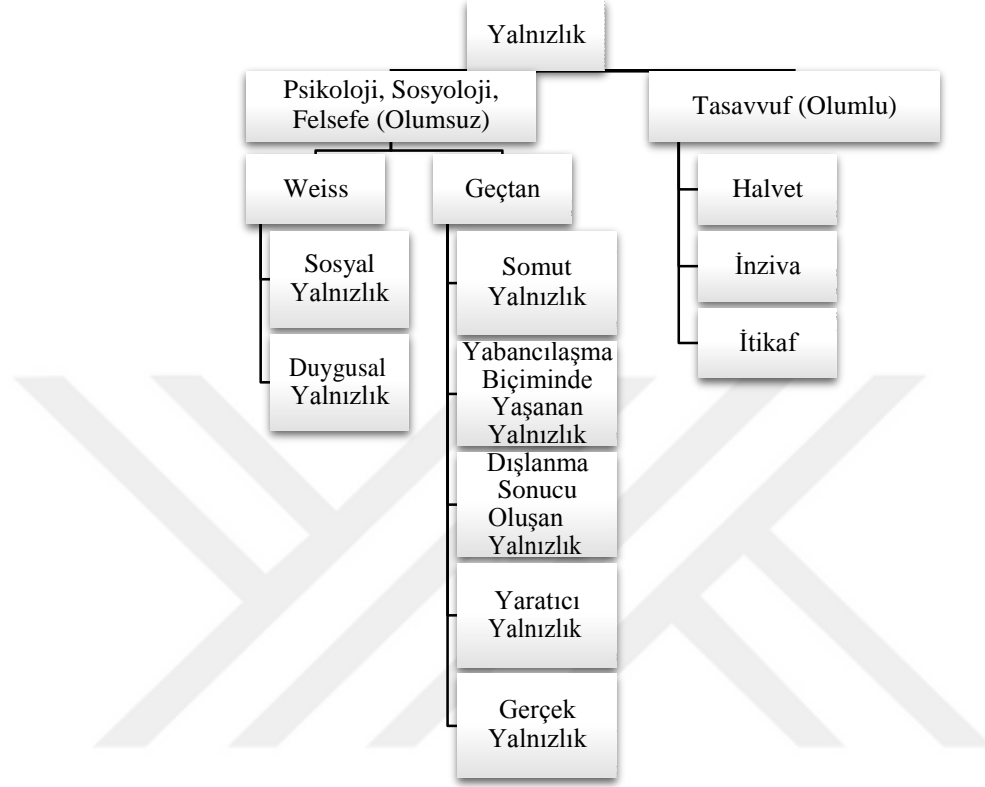 Yalnızlık
Psikoloji, Sosyoloji,
Felsefe (Olumsuz)
Weiss
Sosyal
Yalnızlık
Duygusal
Yalnızlık
Geçtan
Somut
Yalnızlık
Yabancılaşma
Biçiminde
Yaşanan
Yalnızlık
Dışlanma
Sonucu
Oluşan
Yalnızlık
Yaratıcı
Yalnızlık
Gerçek
Yalnızlık
Tasavvuf (Olumlu)
Halvet
İnziva
İtikaf